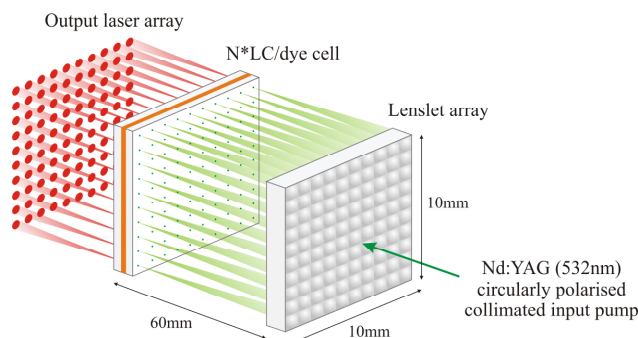 Output laser array
N*LC/dye cell
Lenslet array
10mm
Nd:YAG (532nm)
circularly polarised
collimated input pump
60mm
10mm